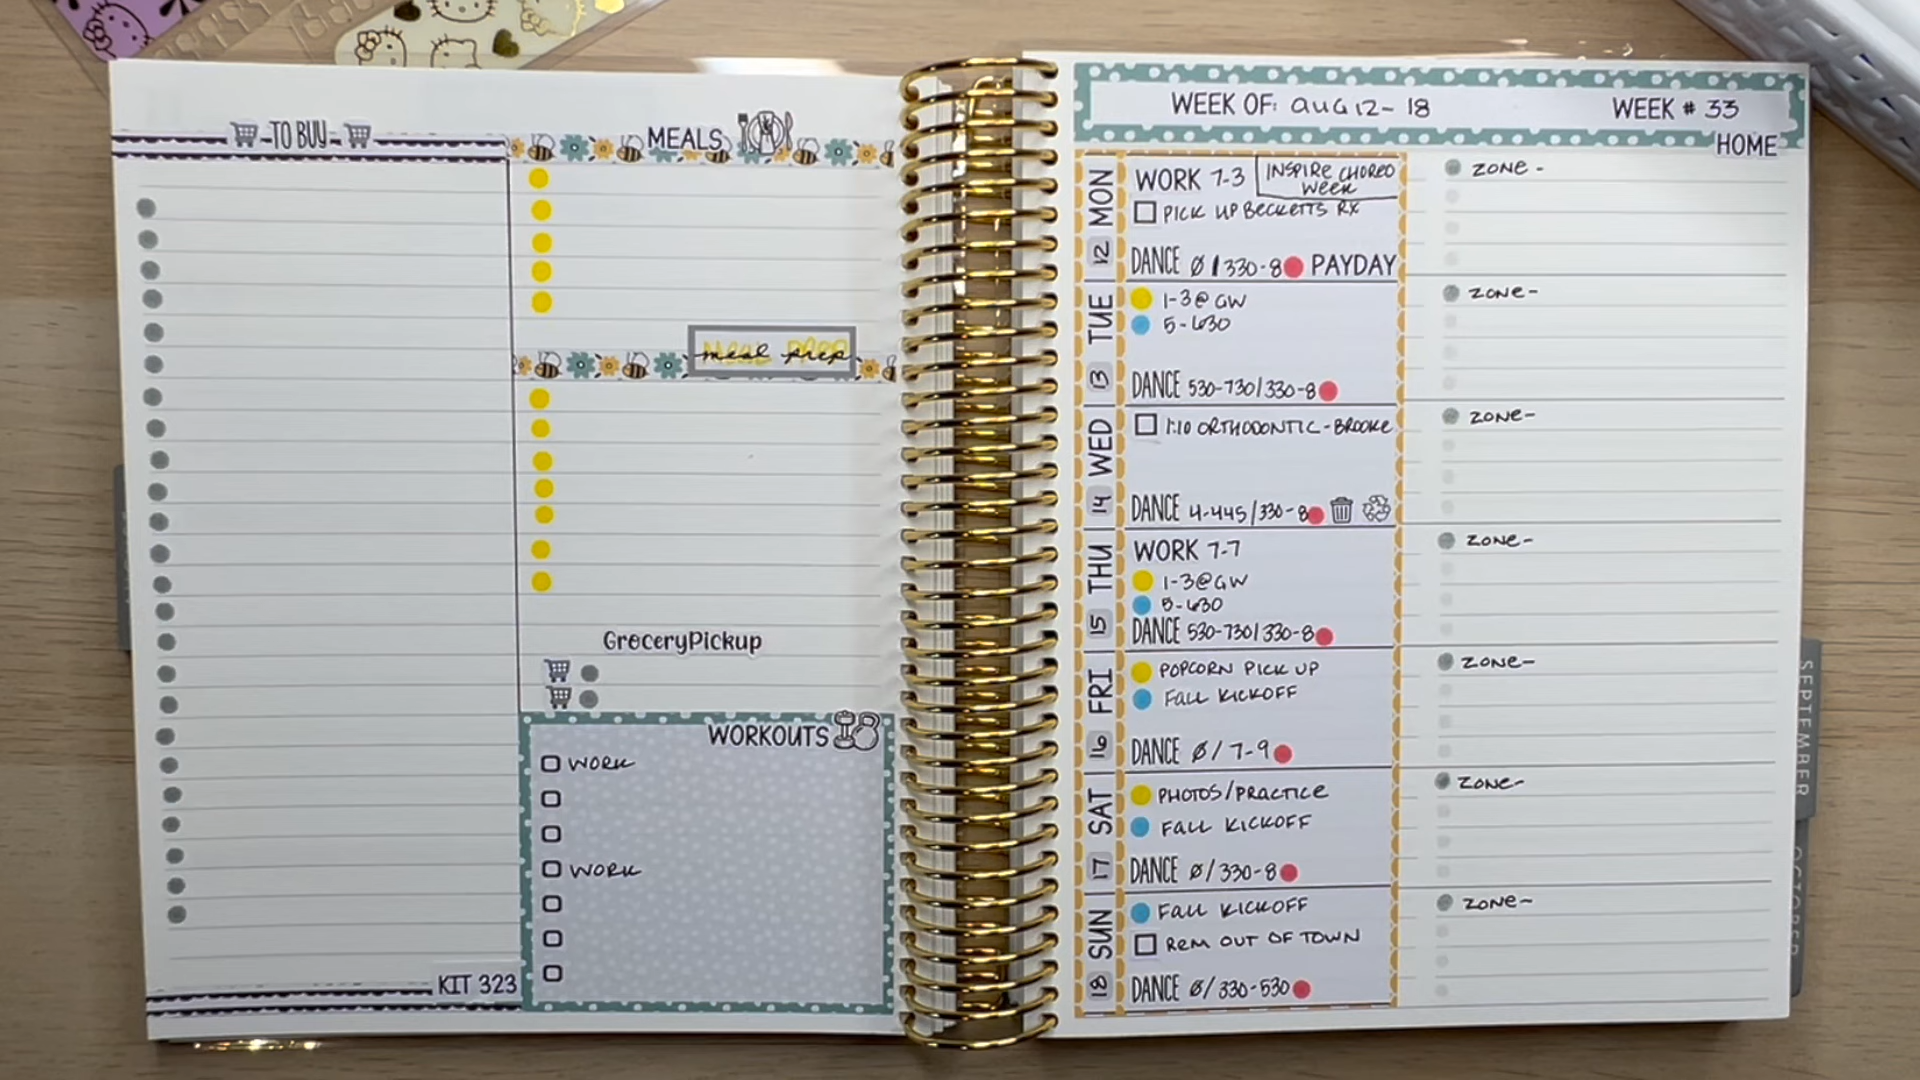 TO BUY
MEALS
meal prep
GroceryPickup
WORKOUTS
WORK
WORK
KIT 323
WEEK OF: AUG 12-18
WEEK # 33
HOME
MON
12
WORK 7-3
INSPIRE CHOREO
WEEK
PICK UP BECKETTS RX
DANCE Ø/330-8
PAYDAY
ZONE -
TUE
13
1-3@GW
5-630
DANCE 530-730/330-8
ZONE-
WED
14
1:10 ORTHODONTIC-BROOKE
DANCE 4-445/330-8
ZONE-
THU
15
WORK 7-7
1-3@GW
5-630
DANCE 530-730/330-8
ZONE-
FRI
16
POPCORN PICK UP
FALL KICKOFF
DANCE Ø/ 7-9
ZONE-
SAT
17
PHOTOS/PRACTICE
FALL KICKOFF
DANCE Ø/330-8
ZONE-
SUN
18
FALL KICKOFF
REM OUT OF TOWN
DANCE Ø/ 330-530
ZONE-
SEPTEMBER
OCTOBER